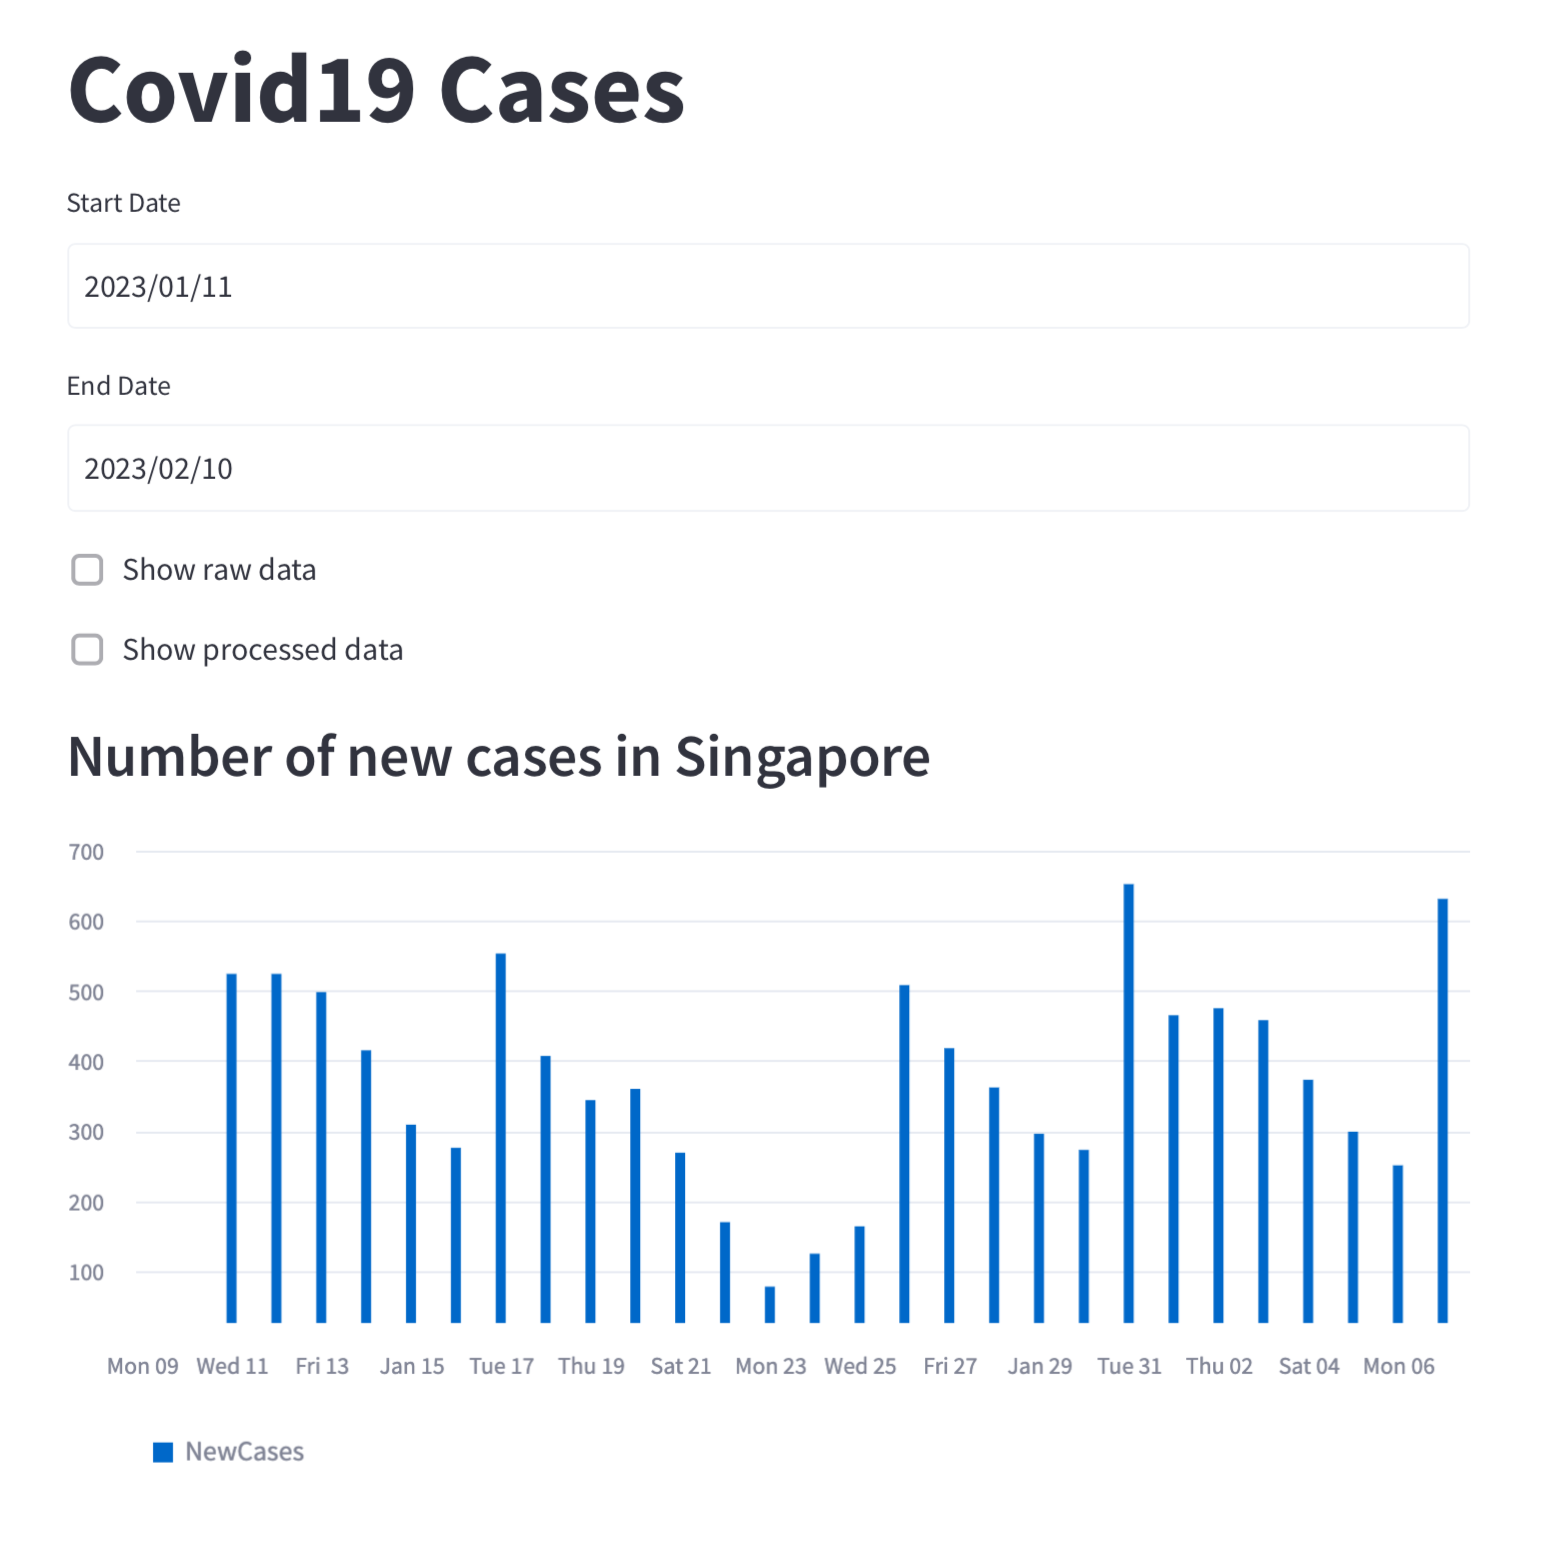 Covid19 Cases
Start Date
2023/01/11
End Date
2023/02/10
Show raw data
Show processed data
Number of new cases in Singapore
700
600
500
400
300
200
100
Mon 09 Wed 11 Fri 13 Jan 15 Tue 17 Thu 19 Sat 21 Mon 23 Wed 25 Fri 27 Jan 29 Tue 31 Thu 02 Sat 04 Mon 06
NewCases